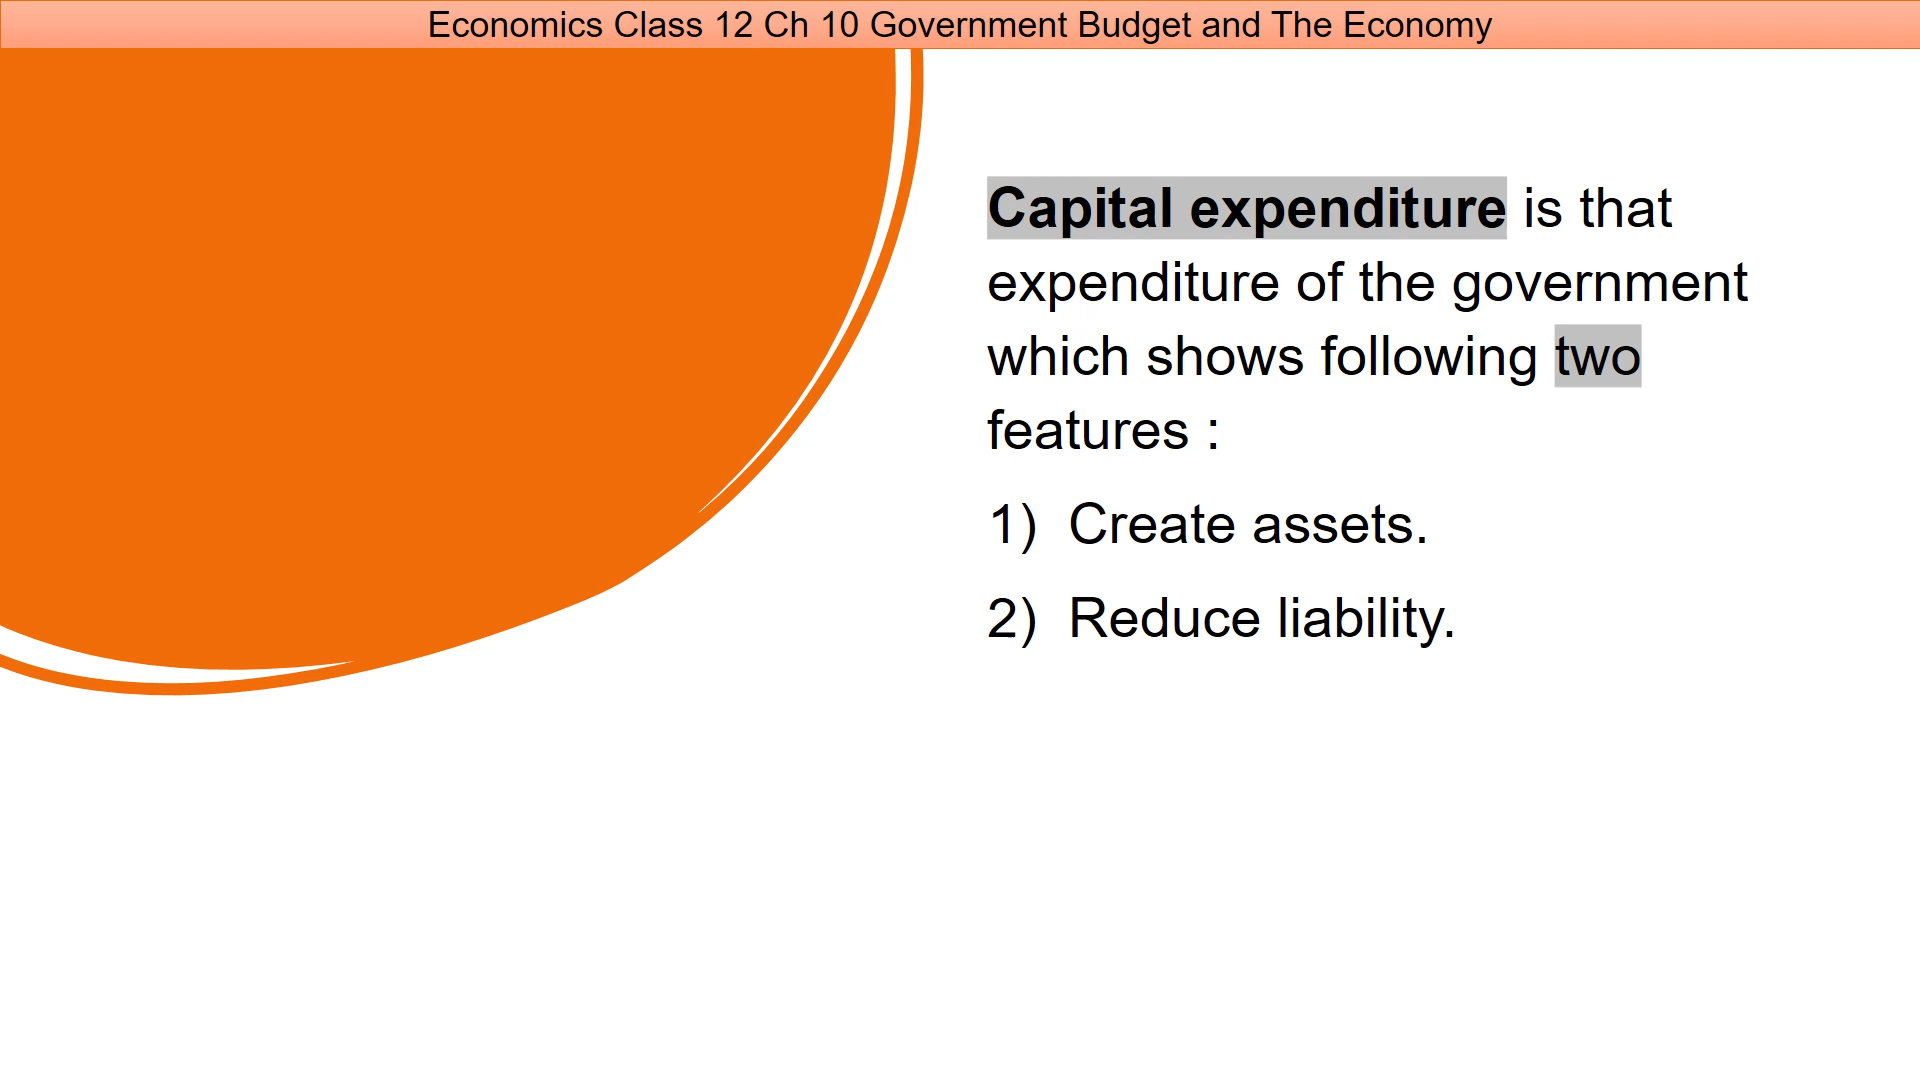 Economics Class 12 Ch 10 Government Budget and The Economy
Capital expenditure is that
expenditure of the government
which shows following two
features :
1) Create assets.
2) Reduce liability.